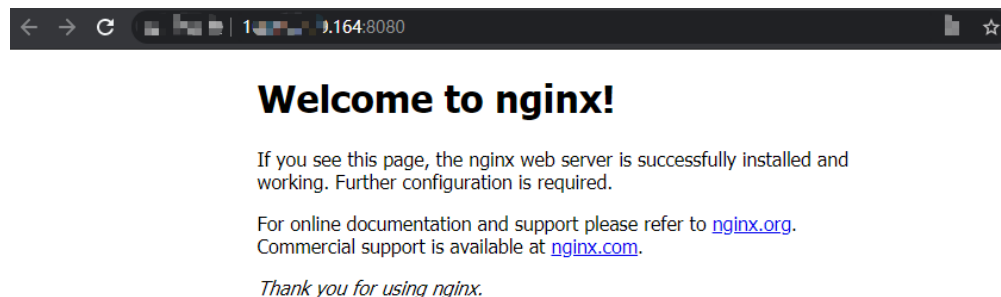 .164:8080
Welcome to nginx!
If you see this page, the nginx web server is successfully installed and
working. Further configuration is required.
For online documentation and support please refer to nginx.org.
Commercial support is available at nginx.com.
Thank you for using nginx.